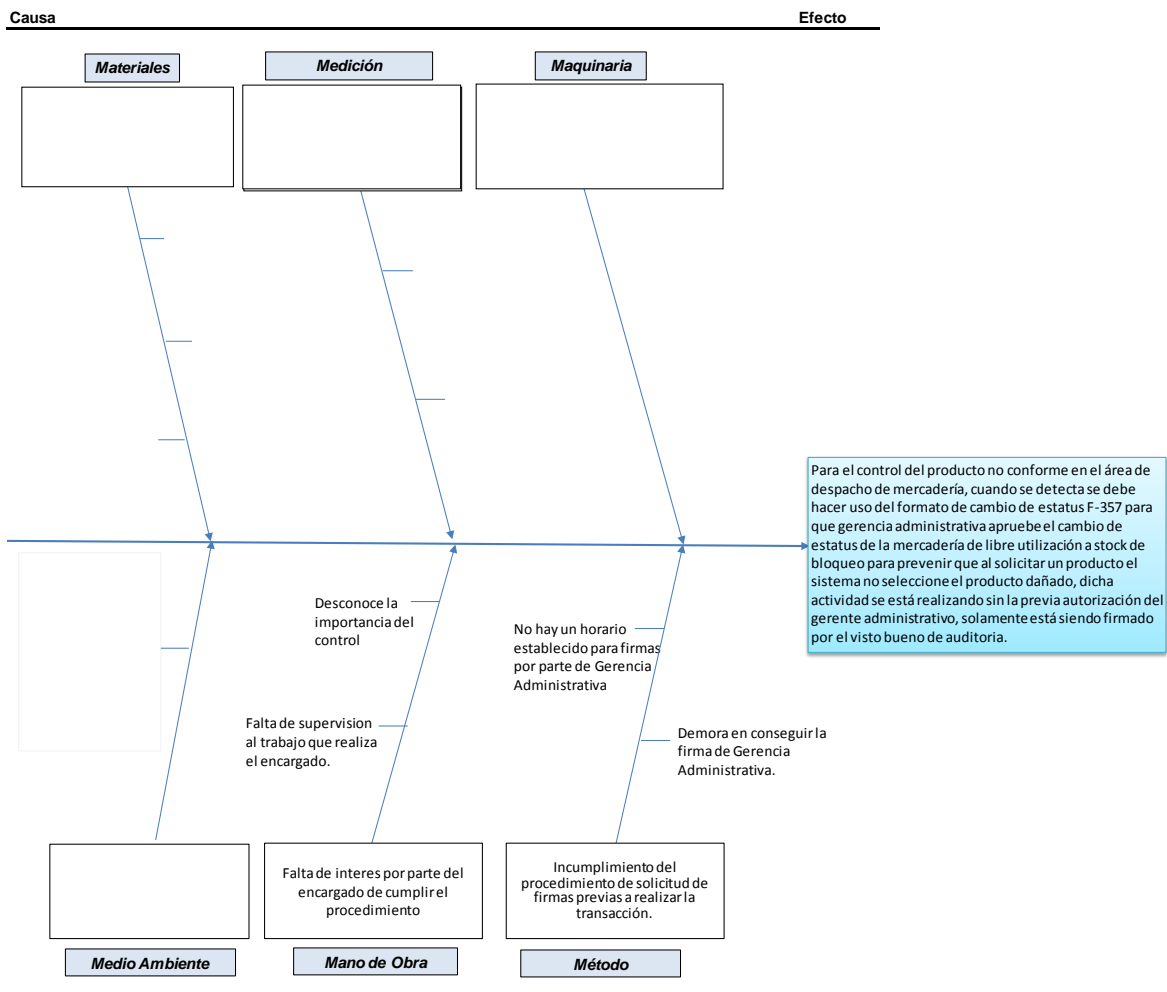 Causa
Efecto
Materiales
Medición
Maquinaria
Para el control del producto no conforme en el área de
despacho de mercadería, cuando se detecta se debe
hacer uso del formato de cambio de estatus F-357 para
que gerencia administrativa apruebe el cambio de
estatus de la mercadería de libre utilización a stock de
bloqueo para prevenir que al solicitar un producto el
sistema no seleccione el producto dañado, dicha
actividad se está realizando sin la previa autorización del
gerente administrativo, solamente está siendo firmado
por el visto bueno de auditoria.
Desconoce la
importancia del
control
No hay un horario
establecido para firmas
por parte de Gerencia
Administrativa
Falta de supervision
al trabajo que realiza
el encargado.
Demora en conseguir la
firma de Gerencia
Administrativa.
Falta de interes por parte del
encargado de cumplir el
procedimiento
Incumplimiento del
procedimiento de solicitud de
firmas previas a realizar la
transacción.
Medio Ambiente
Mano de Obra
Método